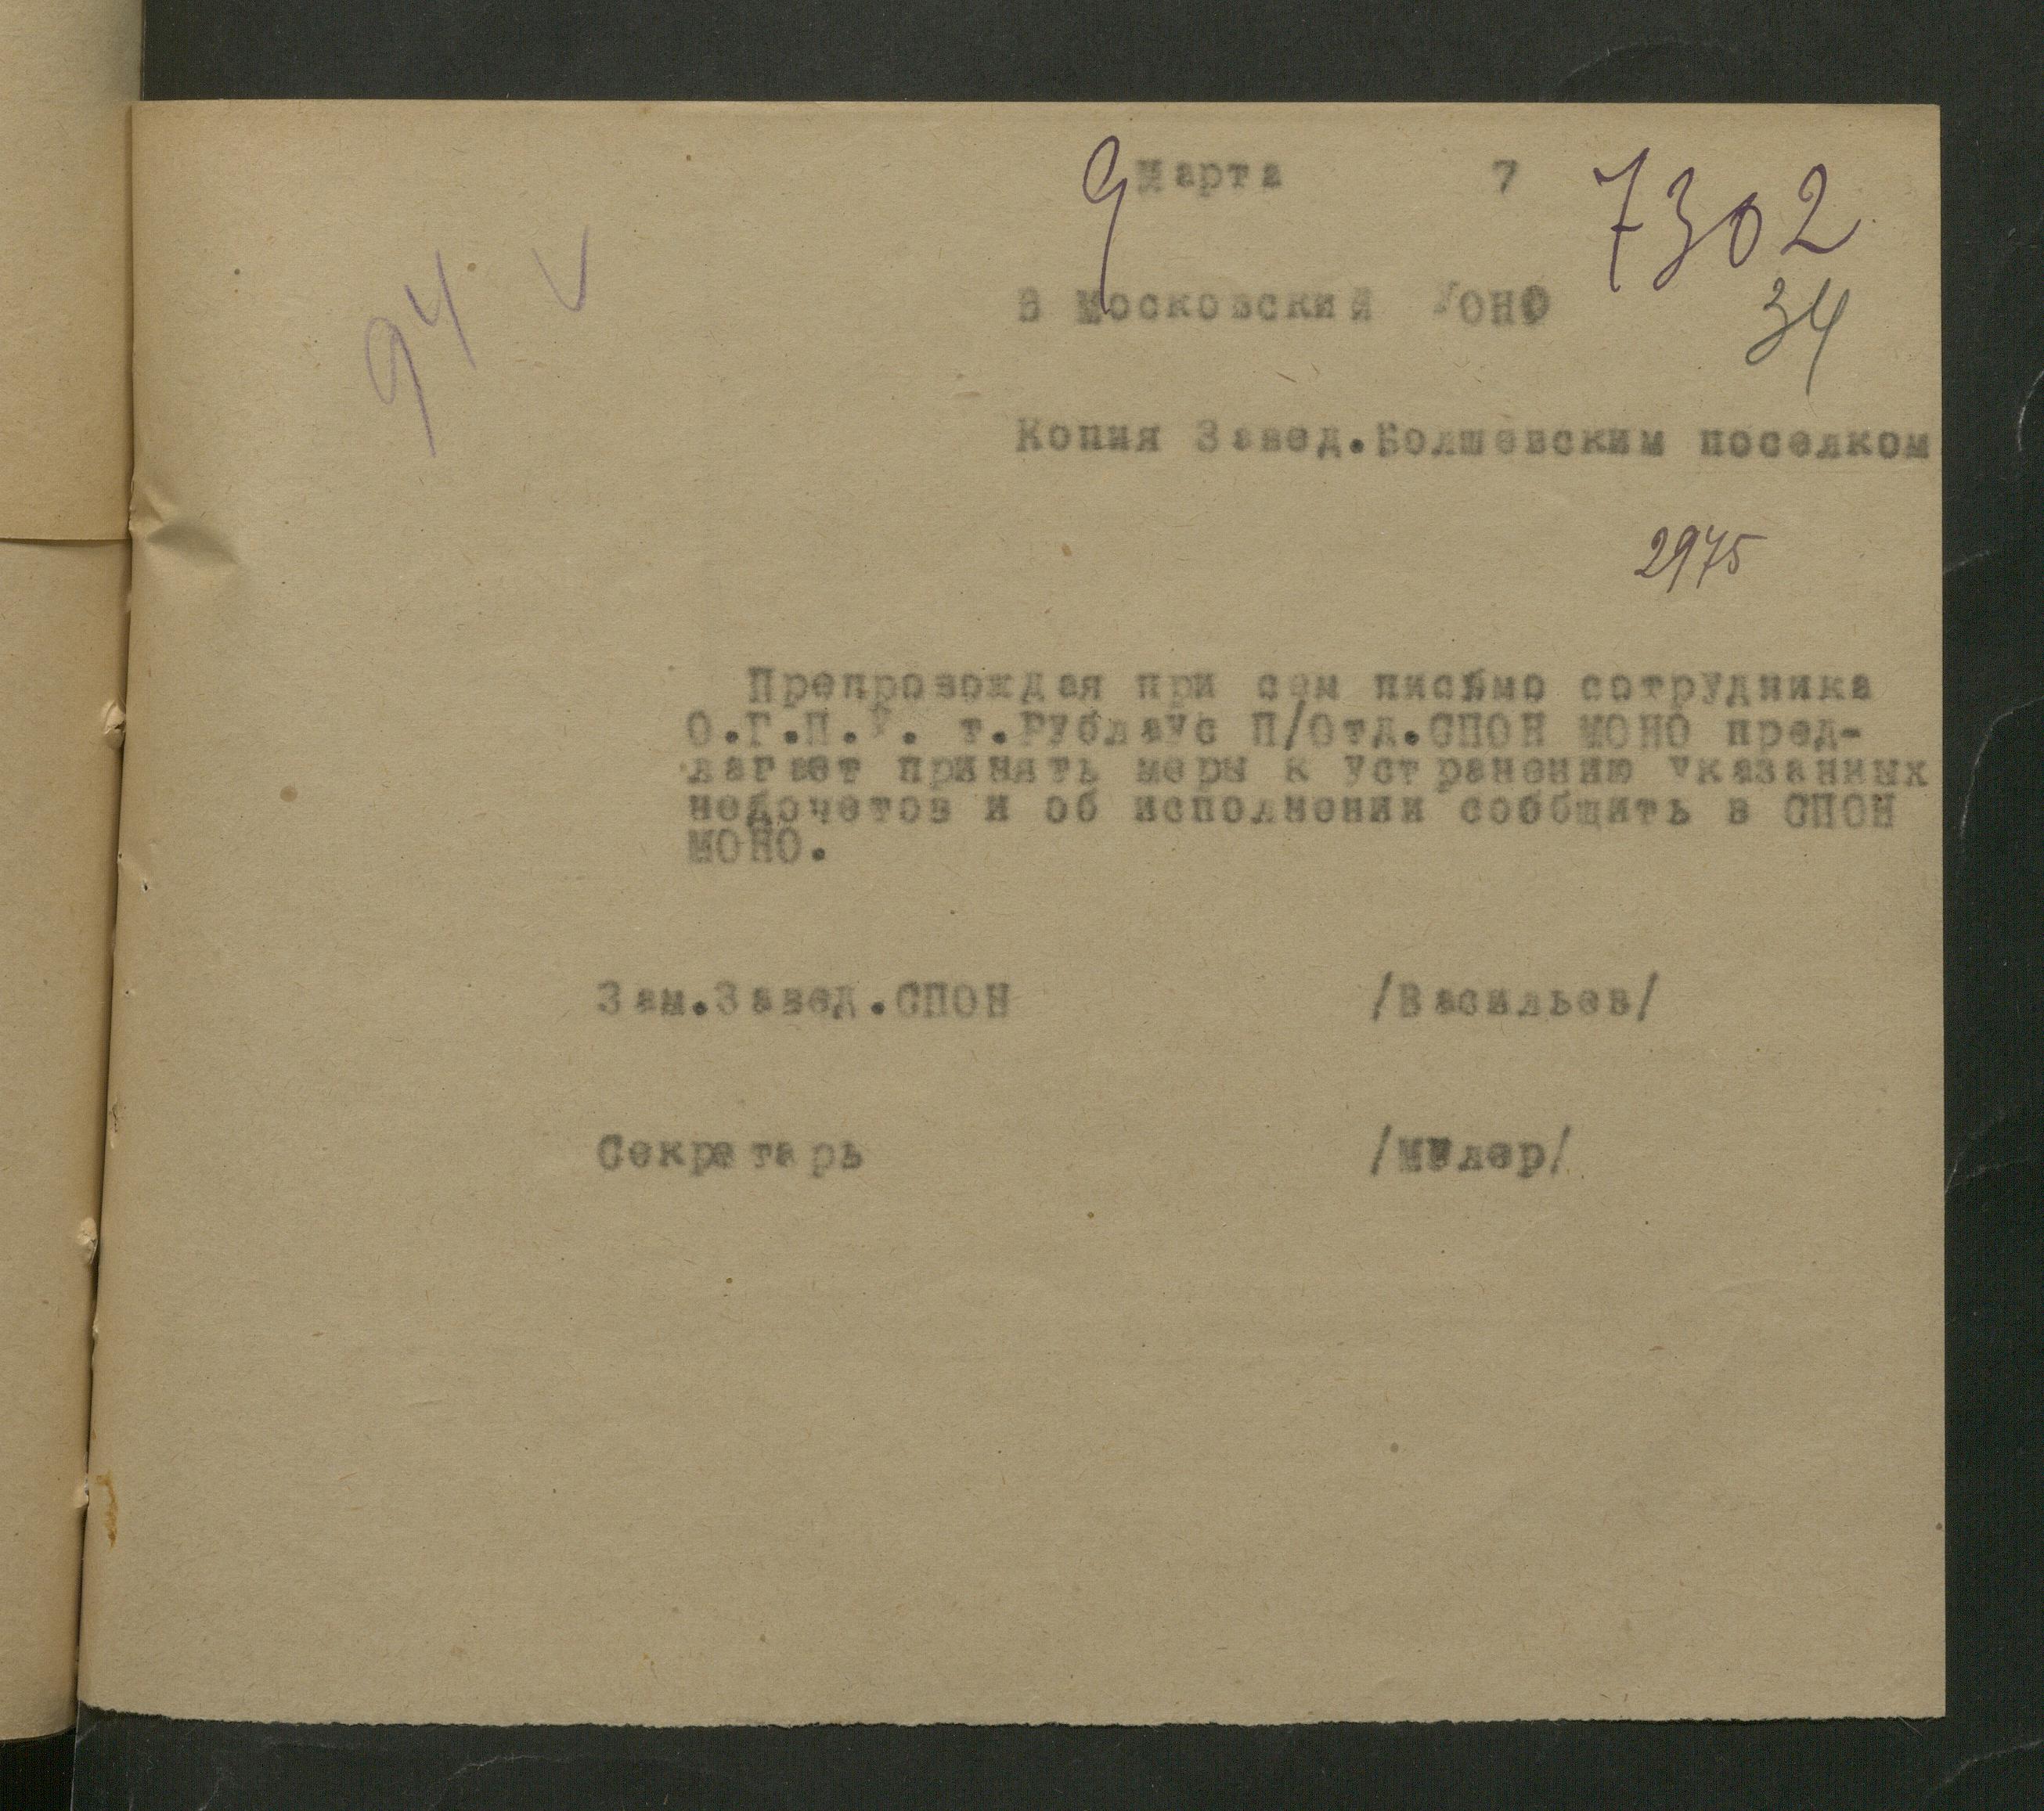 9 Марта 7 7302
94 V
В Московский УОНО
34
Копия Завед.Болшевским поселком
2975
Препровождая при сем письмо сотрудника
О.Г.П.У. т.Рублаус П/Отд.СПОН МОНО пред-
лагает принять меры к устранению указанных
недочетов и об исполнении соббщить в СПОН
МОНО.
Зам.Завед.СПОН /Васильев/
Секретарь /Милер/